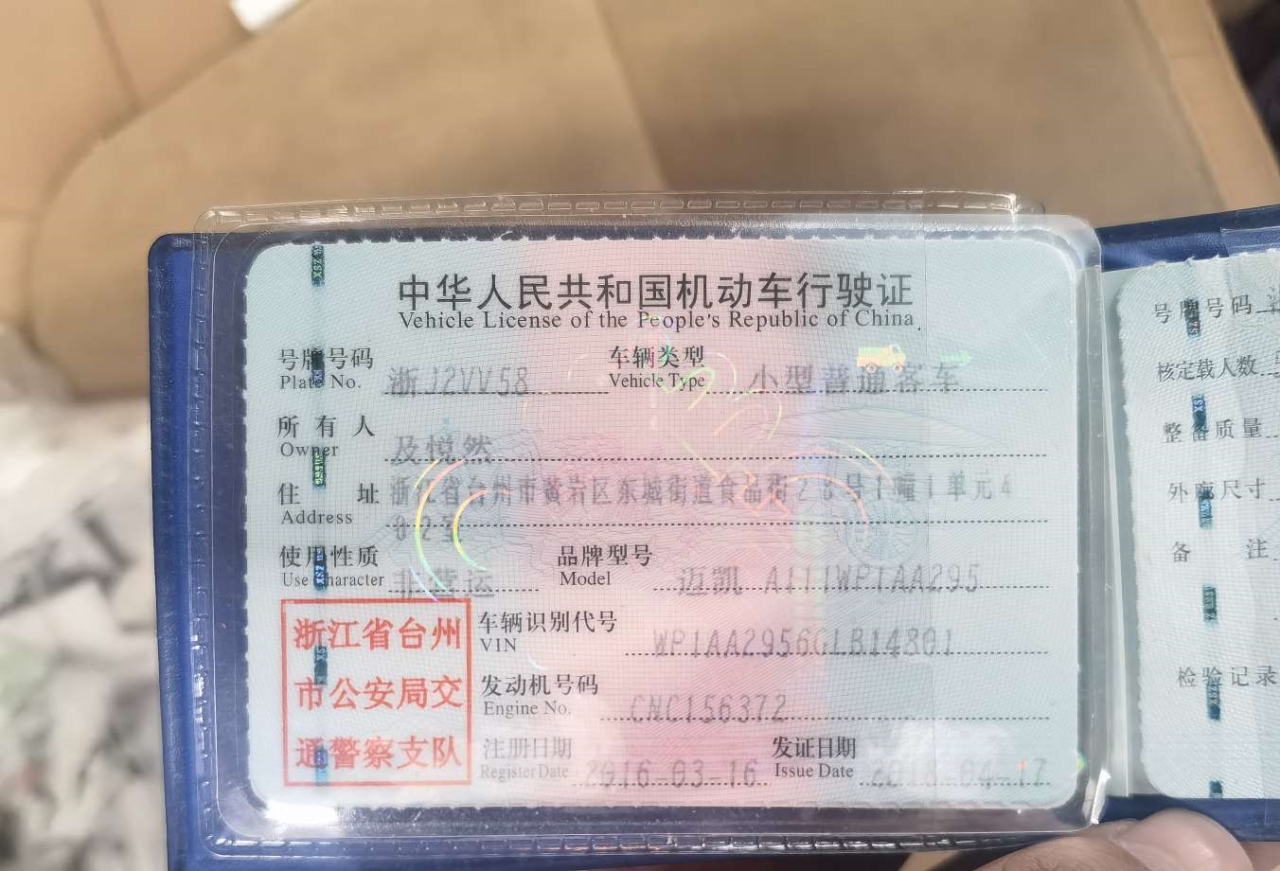 中华人民共和国机动车行驶证
Vehicle License of the People's Republic of China
号牌号码 浙J2VV58 车辆类型 小型普通客车
Plate No. Vehicle Type
所有人 及悦然
Owner
住址 浙江省台州市黄岩区东城街道食品街26号1幢1单元4
Address 02室
使用性质 非营运 品牌型号 迈凯 A111WP1AA295
Use Character Model
浙江省台州
市公安局交
通警察支队
车辆识别代号 WP1AA2956GLB14801
VIN
发动机号码 CNC156372
Engine No.
注册日期 2016-03-16 发证日期 2018-04-17
Register Date Issue Date
号牌号码
核定载人数
整备质量
外廓尺寸
备注
检验记录